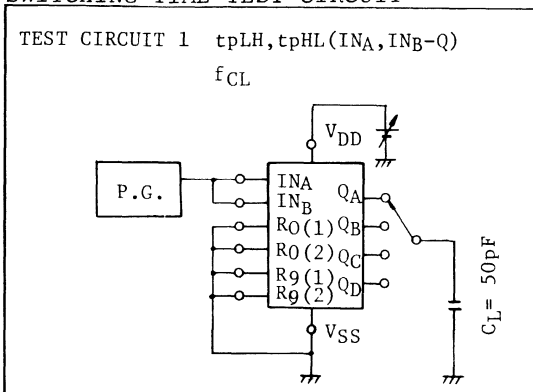 SWITCHING TIME TEST CIRCUIT
TEST CIRCUIT 1 tpLH,tpHL(INA,INB-Q)
fCL
VDD
P.G.
INA
INB
R0(1)
R0(2)
R9(1)
R9(2)
QA
QB
QC
QD
VSS
CL= 50pF